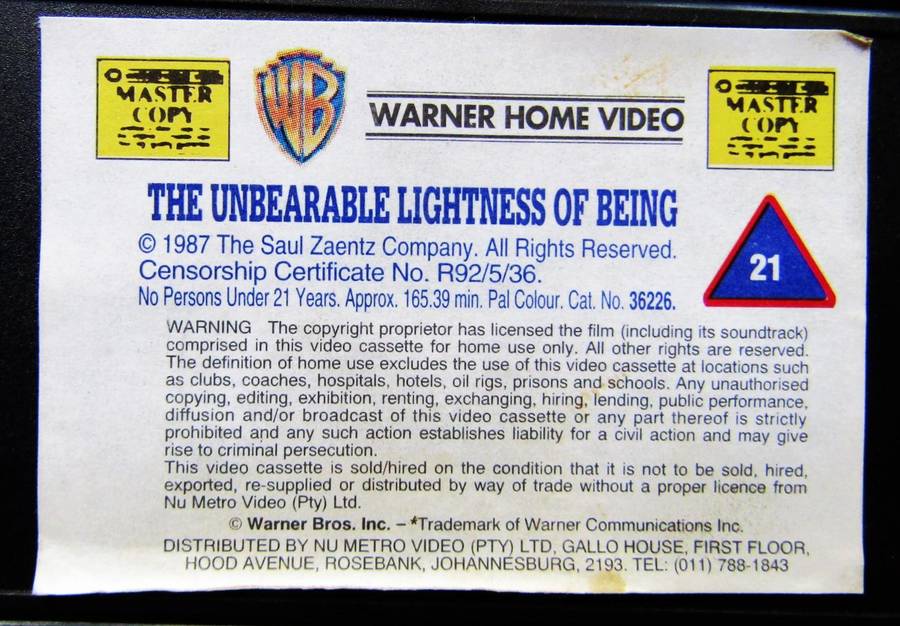 MASTER
COPY
WB
WARNER HOME VIDEO
MASTER
COPY
THE UNBEARABLE LIGHTNESS OF BEING
© 1987 The Saul Zaentz Company. All Rights Reserved.
Censorship Certificate No. R92/5/36.
No Persons Under 21 Years. Approx. 165.39 min. Pal Colour. Cat. No. 36226.
21
WARNING The copyright proprietor has licensed the film (including its soundtrack)
comprised in this video cassette for home use only. All other rights are reserved.
The definition of home use excludes the use of this video cassette at locations such
as clubs, coaches, hospitals, hotels, oil rigs, prisons and schools. Any unauthorised
copying, editing, exhibition, renting, exchanging, hiring, lending, public performance,
diffusion and/or broadcast of this video cassette or any part thereof is strictly
prohibited and any such action establishes liability for a civil action and may give
rise to criminal persecution.
This video cassette is sold/hired on the condition that it is not to be sold, hired,
exported, re-supplied or distributed by way of trade without a proper licence from
Nu Metro Video (Pty) Ltd.
© Warner Bros. Inc. – *Trademark of Warner Communications Inc.
DISTRIBUTED BY NU METRO VIDEO (PTY) LTD, GALLO HOUSE, FIRST FLOOR,
HOOD AVENUE, ROSEBANK, JOHANNESBURG, 2193. TEL: (011) 788-1843